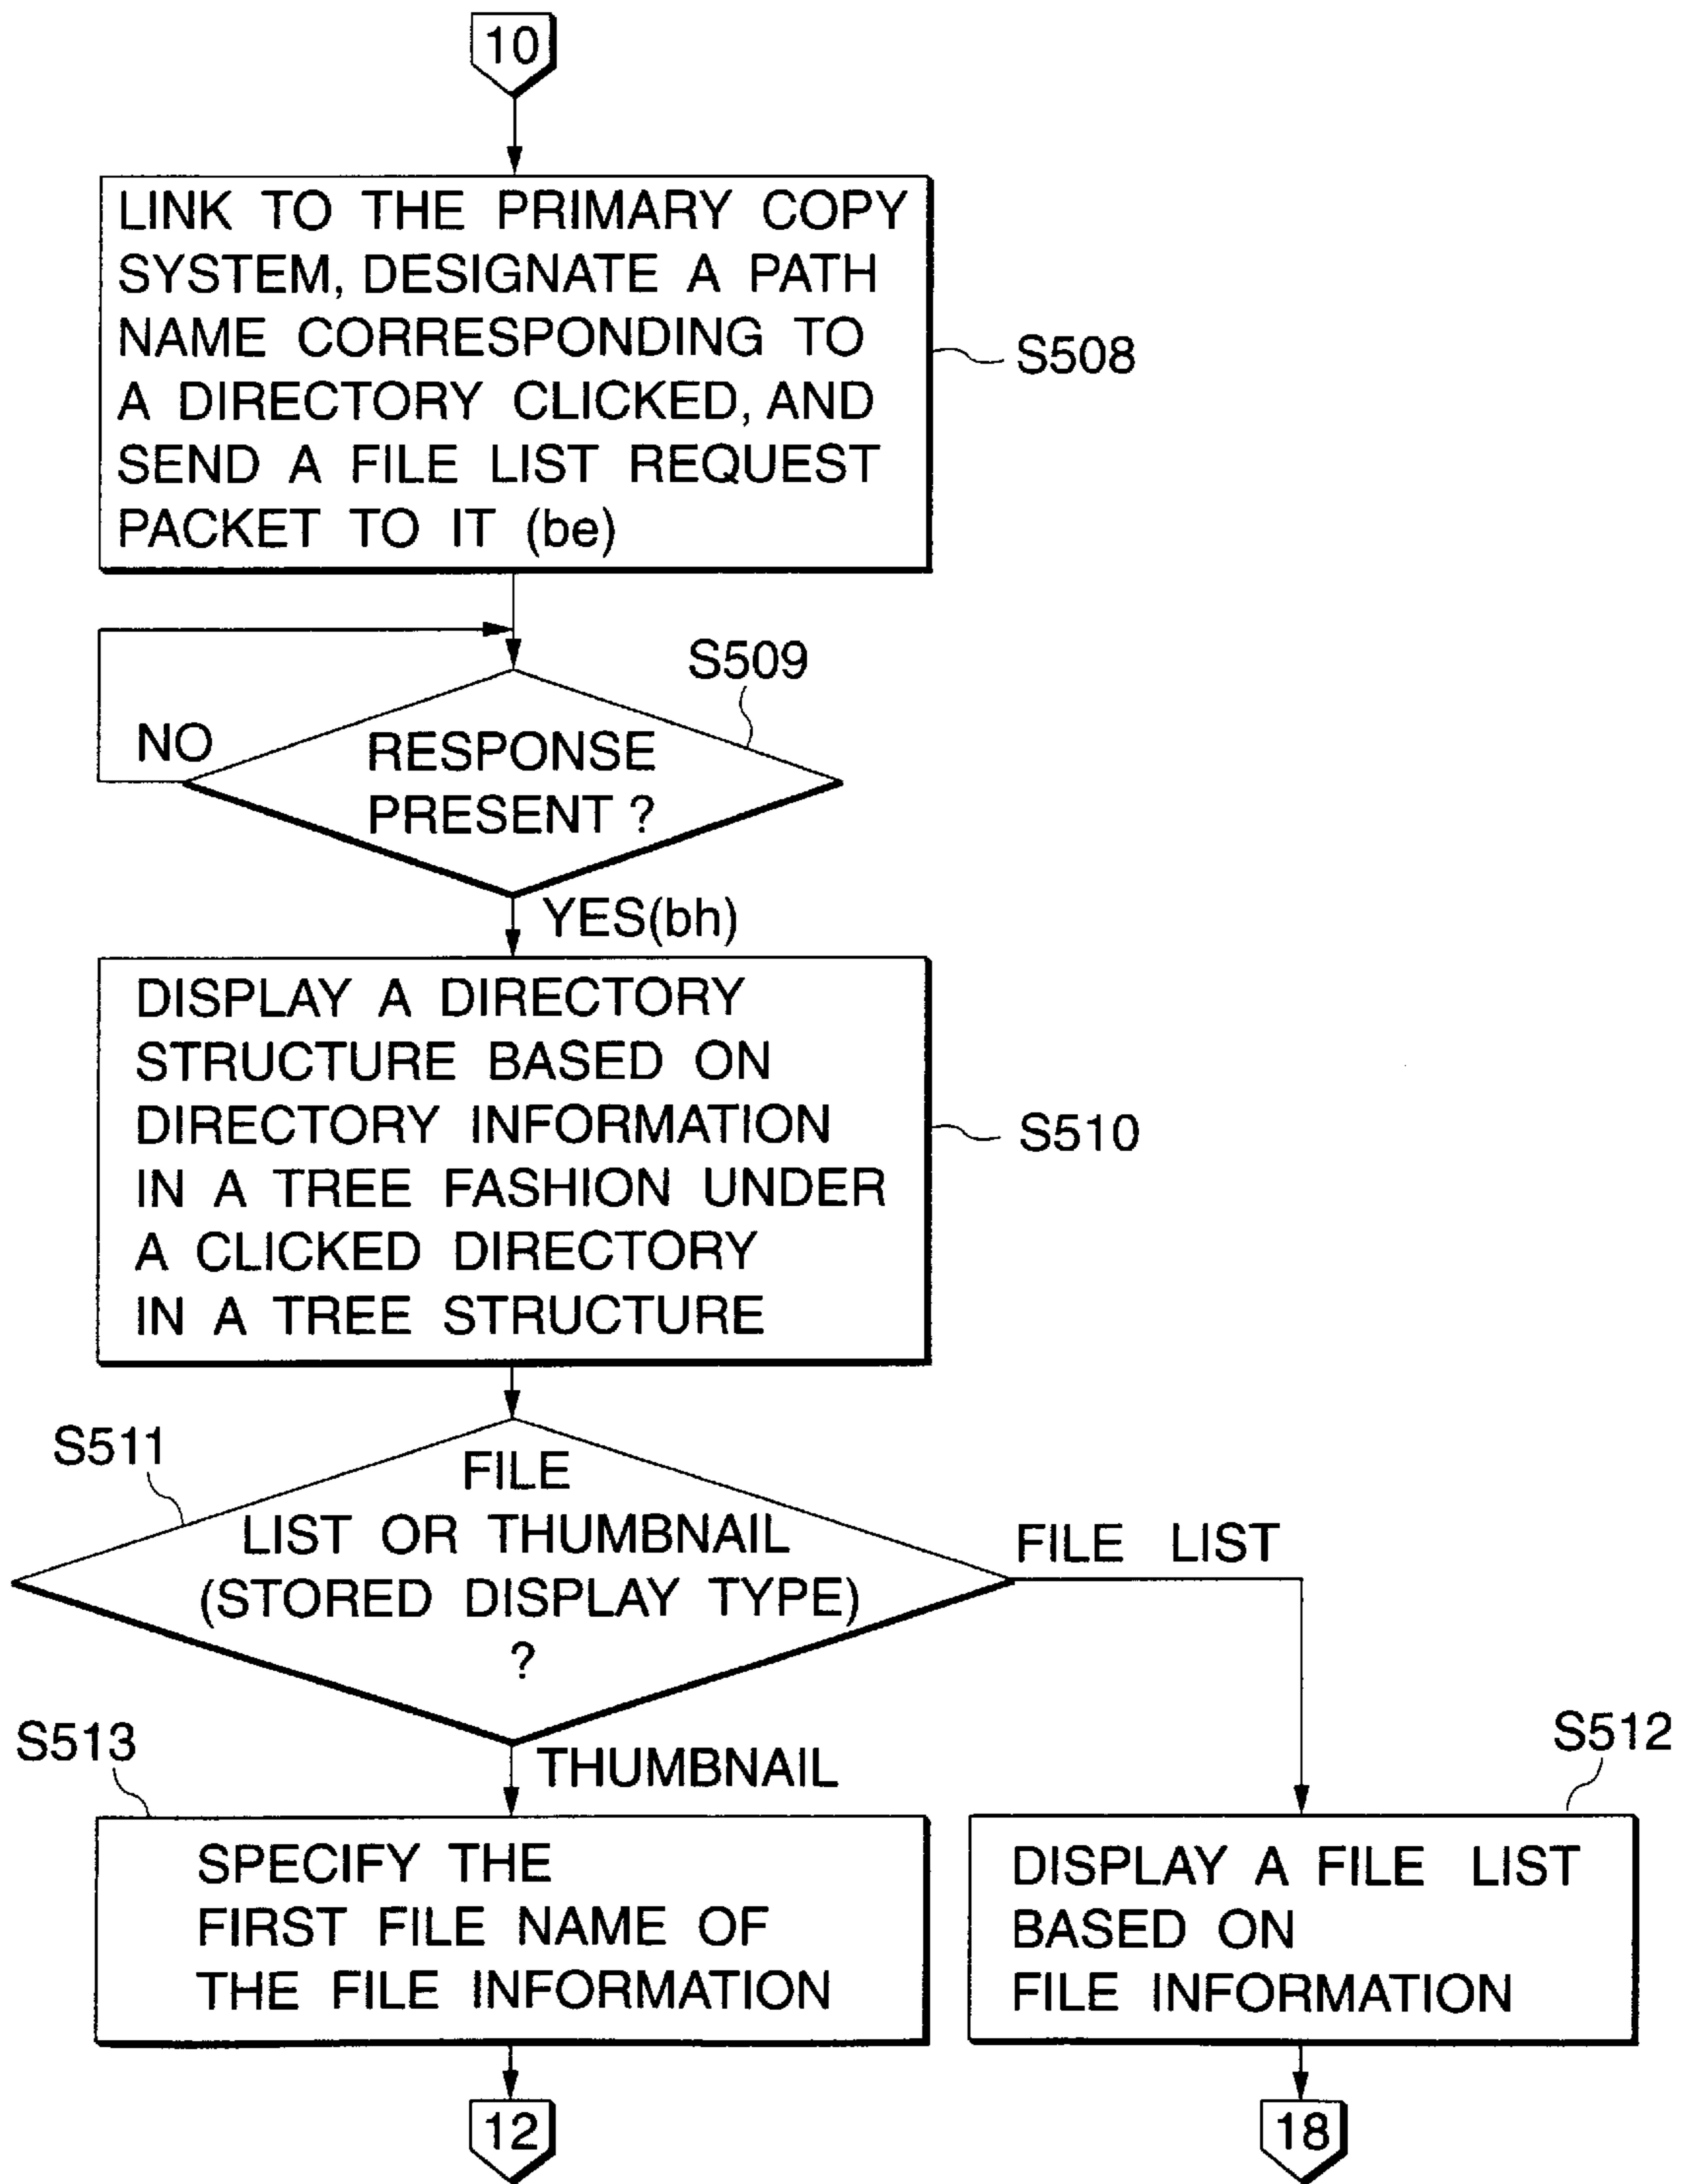 10
LINK TO THE PRIMARY COPY
SYSTEM, DESIGNATE A PATH
NAME CORRESPONDING TO
A DIRECTORY CLICKED, AND
SEND A FILE LIST REQUEST
PACKET TO IT (be)
S508
S509
NO
RESPONSE
PRESENT ?
YES(bh)
DISPLAY A DIRECTORY
STRUCTURE BASED ON
DIRECTORY INFORMATION
IN A TREE FASHION UNDER
A CLICKED DIRECTORY
IN A TREE STRUCTURE
S510
S511
FILE
LIST OR THUMBNAIL
(STORED DISPLAY TYPE)
?
FILE LIST
THUMBNAIL
S513
SPECIFY THE
FIRST FILE NAME OF
THE FILE INFORMATION
S512
DISPLAY A FILE LIST
BASED ON
FILE INFORMATION
12
18